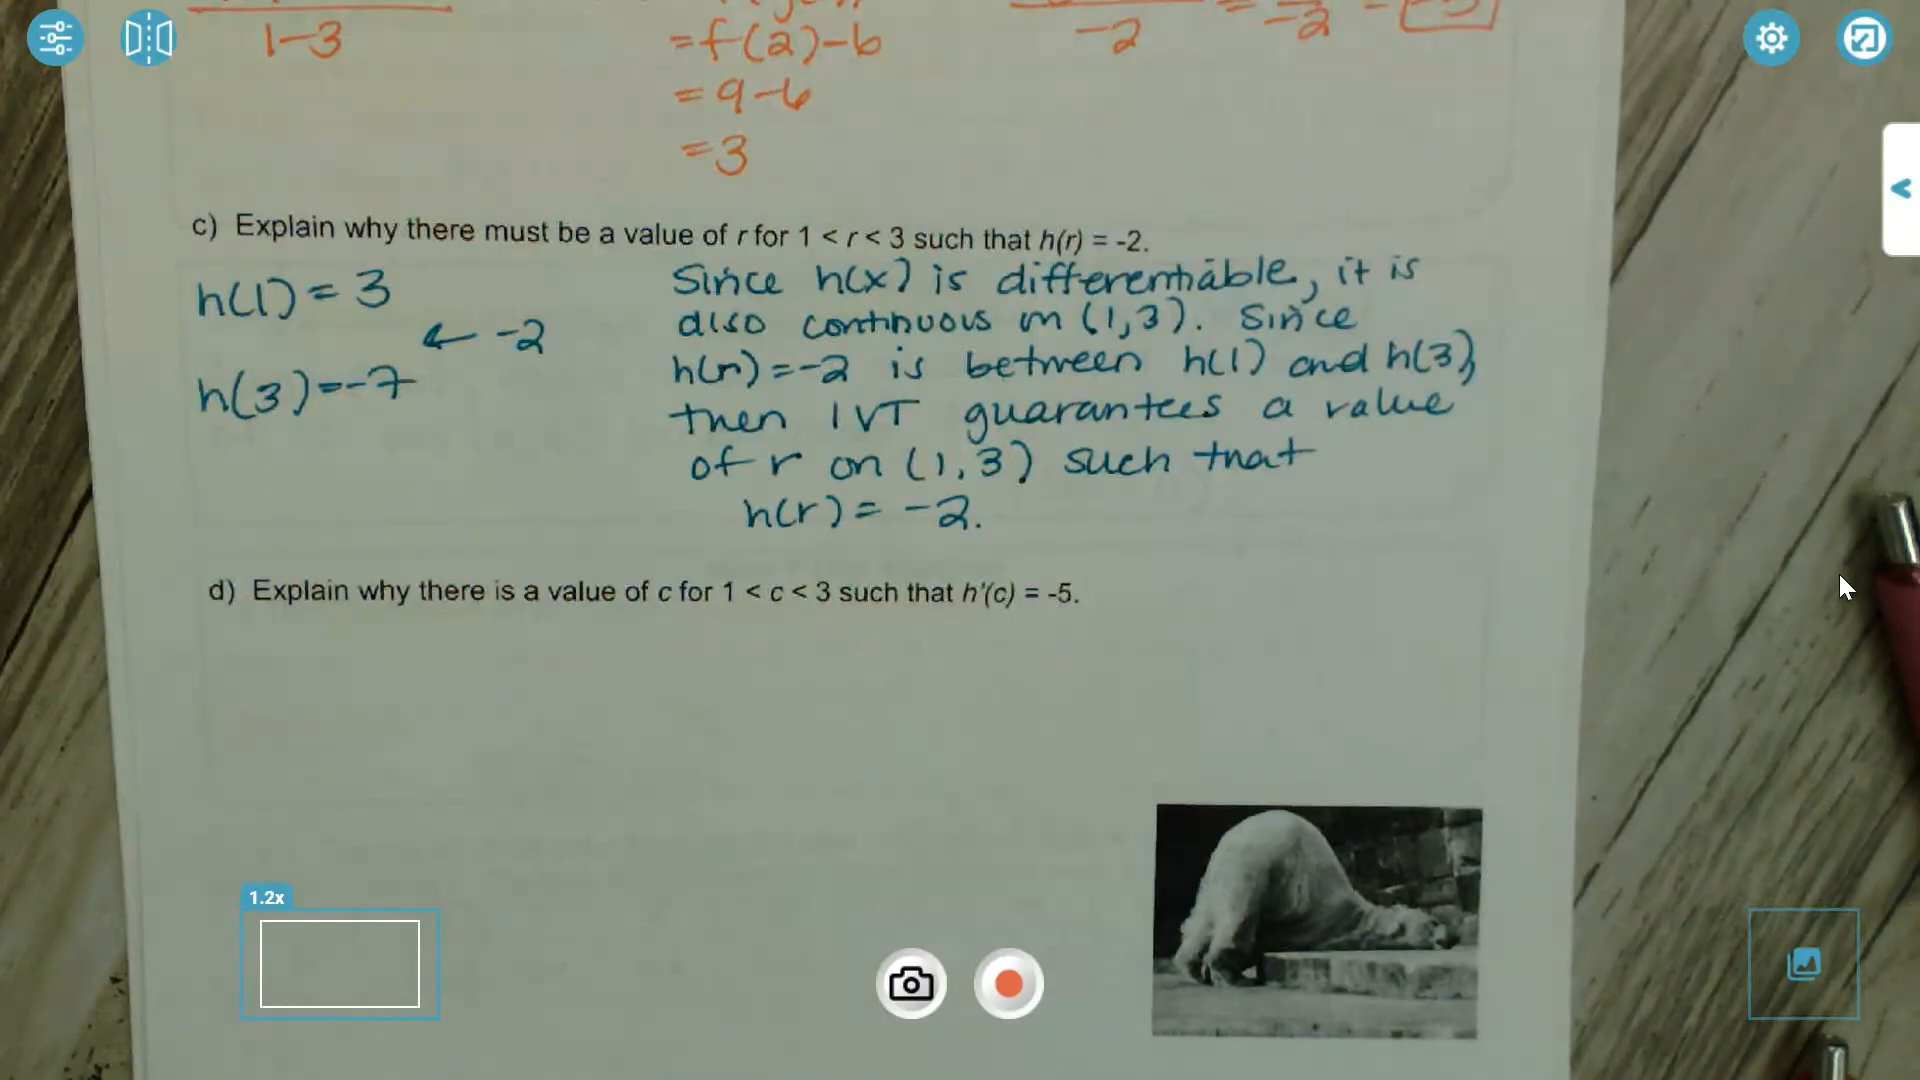 1-3
= f(2)-6
-2
-2
= 9-6
= 3
c) Explain why there must be a value of r for 1 < r < 3 such that h(r) = -2.
h(1) = 3
← -2
h(3) = -7
Since h(x) is differentiable, it is
also continuous on (1,3). Since
h(r) = -2 is between h(1) and h(3),
then IVT guarantees a value
of r on (1,3) such that
h(r) = -2.
d) Explain why there is a value of c for 1 < c < 3 such that h'(c) = -5.
1.2x